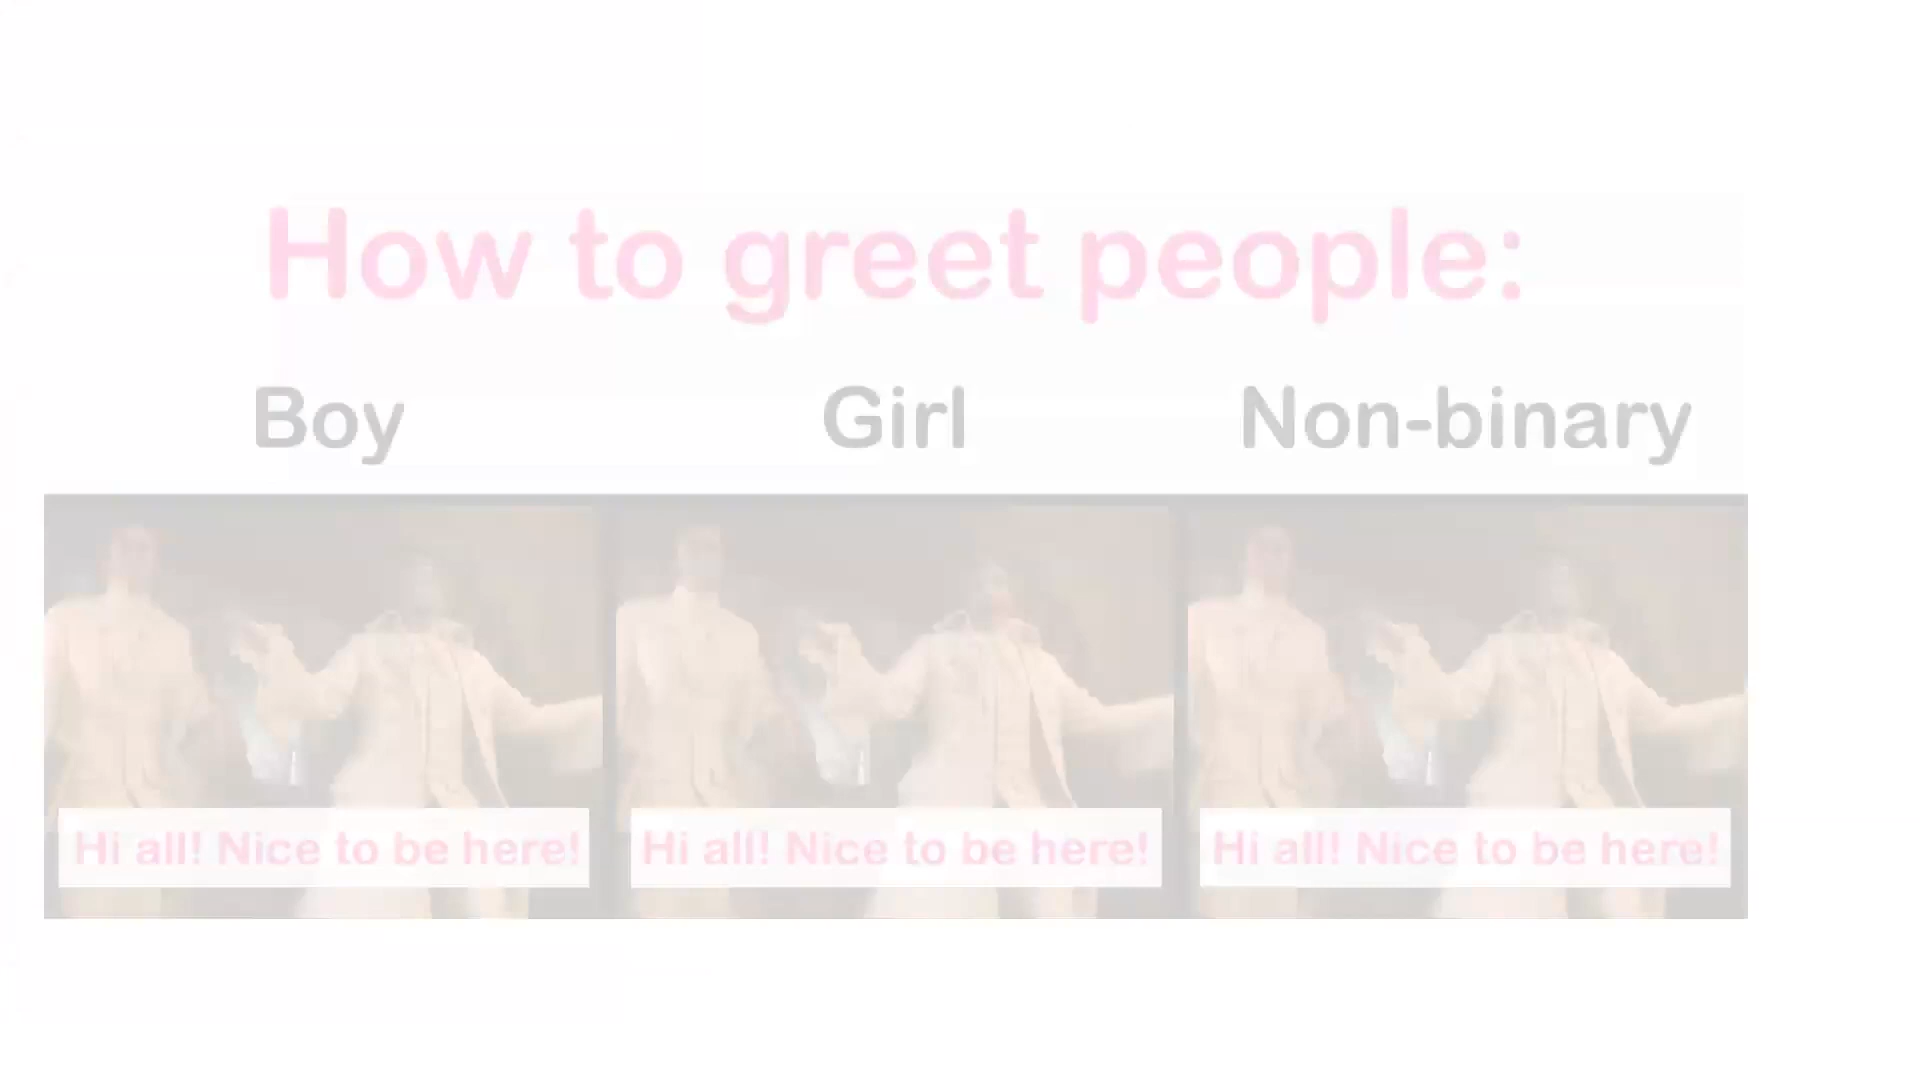 How to greet people:
Boy Girl Non-binary
Hi all! Nice to be here! Hi all! Nice to be here! Hi all! Nice to be here!